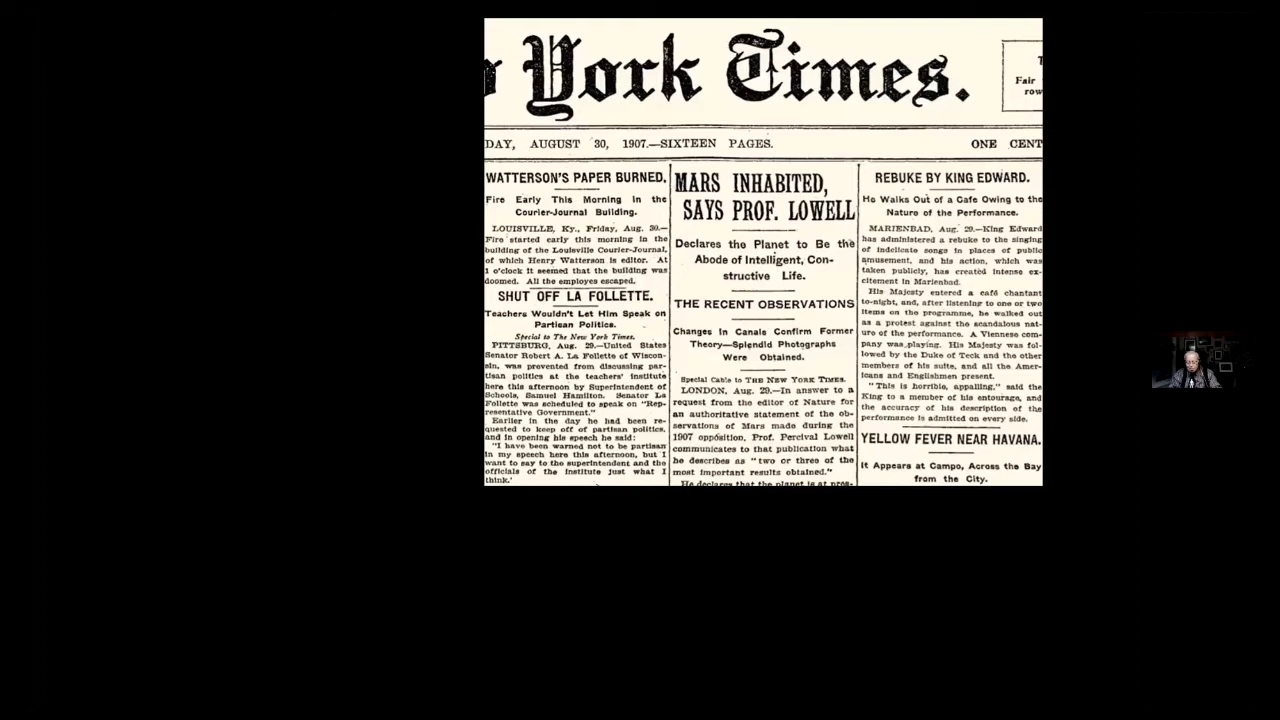 York Times.
Fair
row
DAY, AUGUST 30, 1907.—SIXTEEN PAGES.
ONE CENT
WATTERSON'S PAPER BURNED.
Fire Early This Morning in the
Courier-Journal Building.
LOUISVILLE, Ky., Friday, Aug. 30.—
Fire started early this morning in the
building of the Louisville Courier-Journal,
of which Henry Watterson is editor. At
1 o'clock it seemed that the building was
doomed. All the employes escaped.
SHUT OFF LA FOLLETTE.
Teachers Wouldn't Let Him Speak on
Partisan Politics.
Special to The New York Times.
PITTSBURG, Aug. 29.—United States
Senator Robert A. La Follette of Wiscon-
sin, was prevented from discussing par-
tisan politics at the teachers' institute
here this afternoon by Superintendent of
Schools, Samuel Hamilton. Senator La
Follette was scheduled to speak on "Rep-
resentative Government."
Earlier in the day he had been re-
quested to keep off of partisan politics,
and in opening his speech he said:
"I have been warned not to be partisan
in my speech here this afternoon, but I
want to say to the superintendent and the
officials of the institute just what I
think.'
MARS INHABITED,
SAYS PROF. LOWELL
Declares the Planet to Be the
Abode of Intelligent, Con-
structive Life.
THE RECENT OBSERVATIONS
Changes in Canals Confirm Former
Theory—Splendid Photographs
Were Obtained.
Special Cable to THE NEW YORK TIMES.
LONDON, Aug. 29.—In answer to a
request from the editor of Nature for
an authoritative statement of the ob-
servations of Mars made during the
1907 opposition, Prof. Percival Lowell
communicates to that publication what
he describes as "two or three of the
most important results obtained."
He declares that the planet is at pres-
REBUKE BY KING EDWARD.
He Walks Out of a Cafe Owing to the
Nature of the Performance.
MARIENBAD, Aug. 29.—King Edward
has administered a rebuke to the singing
of indelicate songs in places of public
amusement, and his action, which was
taken publicly, has created intense ex-
citement in Marienbad.
His Majesty entered a café chantant
to-night, and, after listening to one or two
items on the programme, he walked out
as a protest against the scandalous nat-
ure of the performance. A Viennese com-
pany was playing. His Majesty was fol-
lowed by the Duke of Teck and the other
members of his suite, and all the Amer-
icans and Englishmen present.
"This is horrible, appalling," said the
King to a member of his entourage, and
the accuracy of his description of the
performance is admitted on every side.
YELLOW FEVER NEAR HAVANA.
It Appears at Campo, Across the Bay
from the City.